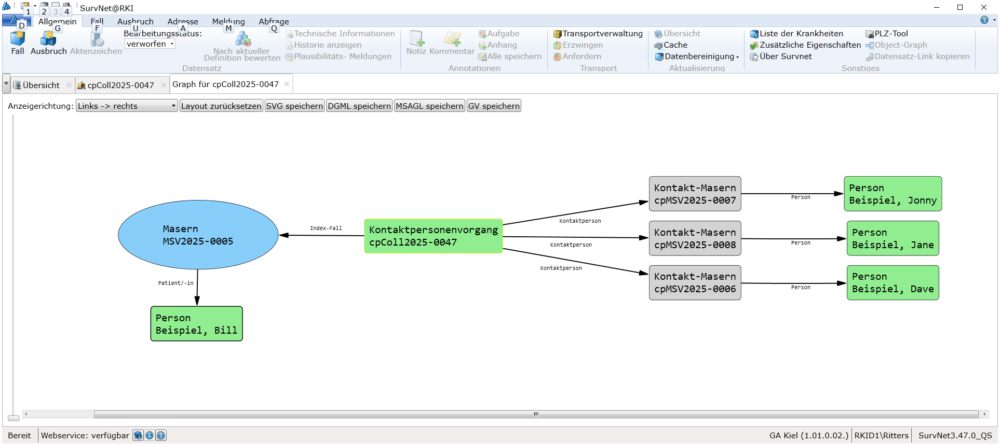 1 2 3 4 SurvNet@RKI
Allgemein Fall Ausbruch Adresse Meldung Abfrage
D G F U A M Q
Fall
Ausbruch
Aktenzeichen
Bearbeitungsstatus:
verworfen
Nach aktueller
Definition bewerten
Technische Informationen
Historie anzeigen
Plausibilitäts- Meldungen
Datensatz
Notiz
Kommentar
Aufgabe
Anhang
Alle speichern
Annotationen
Transportverwaltung
Erzwingen
Anfordern
Transport
Übersicht
Cache
Datenbereinigung
Aktualisierung
Liste der Krankheiten
Zusätzliche Eigenschaften
Über Survnet
PLZ-Tool
Object-Graph
Datensatz-Link kopieren
Sonstiges
Übersicht cpColl2025-0047 Graph für cpColl2025-0047
Anzeigerichtung: Links -> rechts Layout zurücksetzen SVG speichern DGML speichern MSAGL speichern GV speichern
Masern
MSV2025-0005
Index-Fall
Patient/-in
Person
Beispiel, Bill
Kontaktpersonenvorgang
cpColl2025-0047
Kontaktperson
Kontaktperson
Kontaktperson
Kontakt-Masern
cpMSV2025-0007
Person
Person
Beispiel, Jonny
Kontakt-Masern
cpMSV2025-0008
Person
Person
Beispiel, Jane
Kontakt-Masern
cpMSV2025-0006
Person
Person
Beispiel, Dave
Bereit Webservice: verfügbar GA Kiel (1.01.0.02.) RKID1\Ritters SurvNet3.47.0_QS